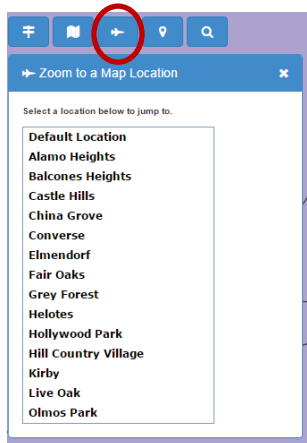 Zoom to a Map Location
Select a location below to jump to.
Default Location
Alamo Heights
Balcones Heights
Castle Hills
China Grove
Converse
Elmendorf
Fair Oaks
Grey Forest
Helotes
Hollywood Park
Hill Country Village
Kirby
Live Oak
Olmos Park